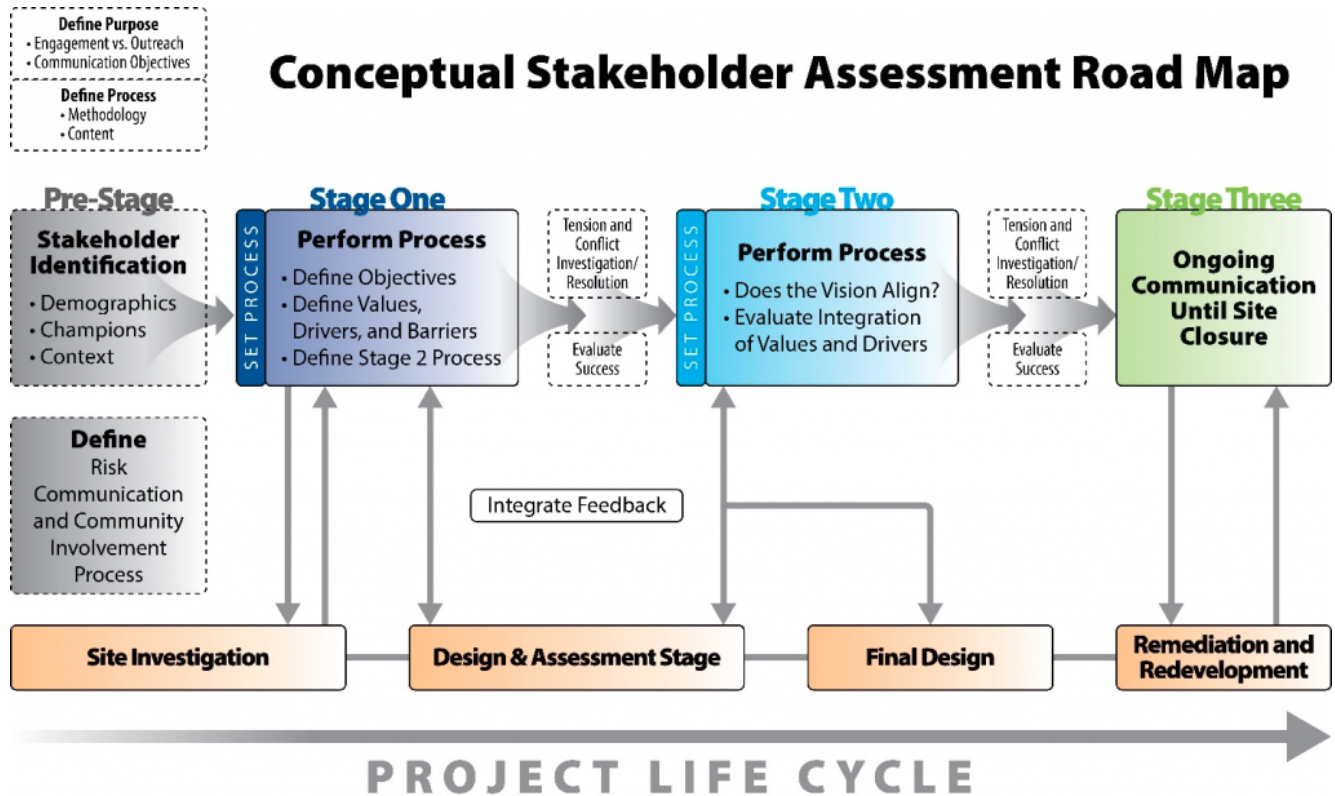 Define Purpose
• Engagement vs. Outreach
• Communication Objectives
Define Process
• Methodology
• Content
Conceptual Stakeholder Assessment Road Map
Pre-Stage
Stakeholder
Identification
• Demographics
• Champions
• Context
Stage One
SET PROCESS
Perform Process
• Define Objectives
• Define Values,
Drivers, and Barriers
• Define Stage 2 Process
Tension and
Conflict
Investigation/
Resolution
Evaluate
Success
Stage Two
SET PROCESS
Perform Process
• Does the Vision Align?
• Evaluate Integration
of Values and Drivers
Tension and
Conflict
Investigation/
Resolution
Evaluate
Success
Stage Three
Ongoing
Communication
Until Site
Closure
Define
Risk
Communication
and Community
Involvement
Process
Integrate Feedback
Site Investigation
Design & Assessment Stage
Final Design
Remediation and
Redevelopment
PROJECT LIFE CYCLE